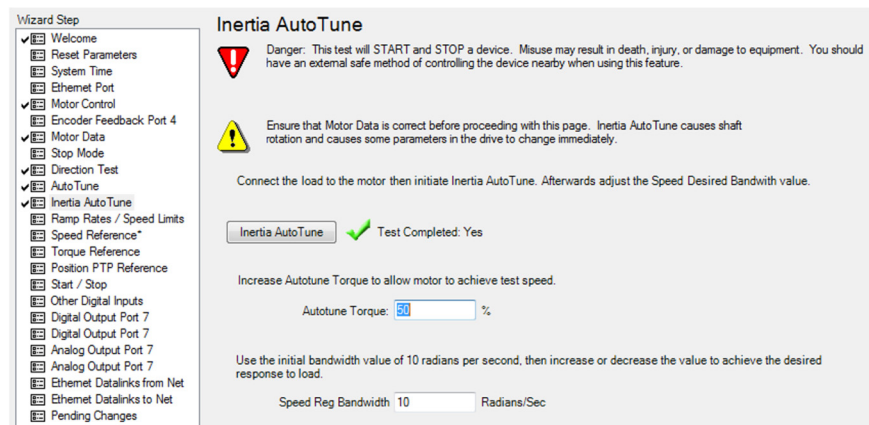 Wizard Step
Welcome
Reset Parameters
System Time
Ethernet Port
Motor Control
Encoder Feedback Port 4
Motor Data
Stop Mode
Direction Test
AutoTune
Inertia AutoTune
Ramp Rates / Speed Limits
Speed Reference*
Torque Reference
Position PTP Reference
Start / Stop
Other Digital Inputs
Digital Output Port 7
Digital Output Port 7
Analog Output Port 7
Analog Output Port 7
Ethernet Datalinks from Net
Ethernet Datalinks to Net
Pending Changes
Inertia AutoTune
Danger: This test will START and STOP a device. Misuse may result in death, injury, or damage to equipment. You should
have an external safe method of controlling the device nearby when using this feature.
Ensure that Motor Data is correct before proceeding with this page. Inertia AutoTune causes shaft
rotation and causes some parameters in the drive to change immediately.
Connect the load to the motor then initiate Inertia AutoTune. Afterwards adjust the Speed Desired Bandwith value.
Inertia AutoTune Test Completed: Yes
Increase Autotune Torque to allow motor to achieve test speed.
Autotune Torque: 50 %
Use the initial bandwidth value of 10 radians per second, then increase or decrease the value to achieve the desired
response to load.
Speed Reg Bandwidth 10 Radians/Sec